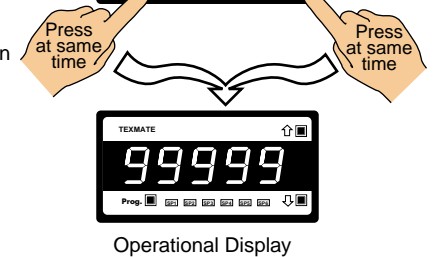 Press
at same
time
n
Press
at same
time
TEXMATE
99999
Prog. SP1 SP2 SP3 SP4 SP5 SP6
Operational Display